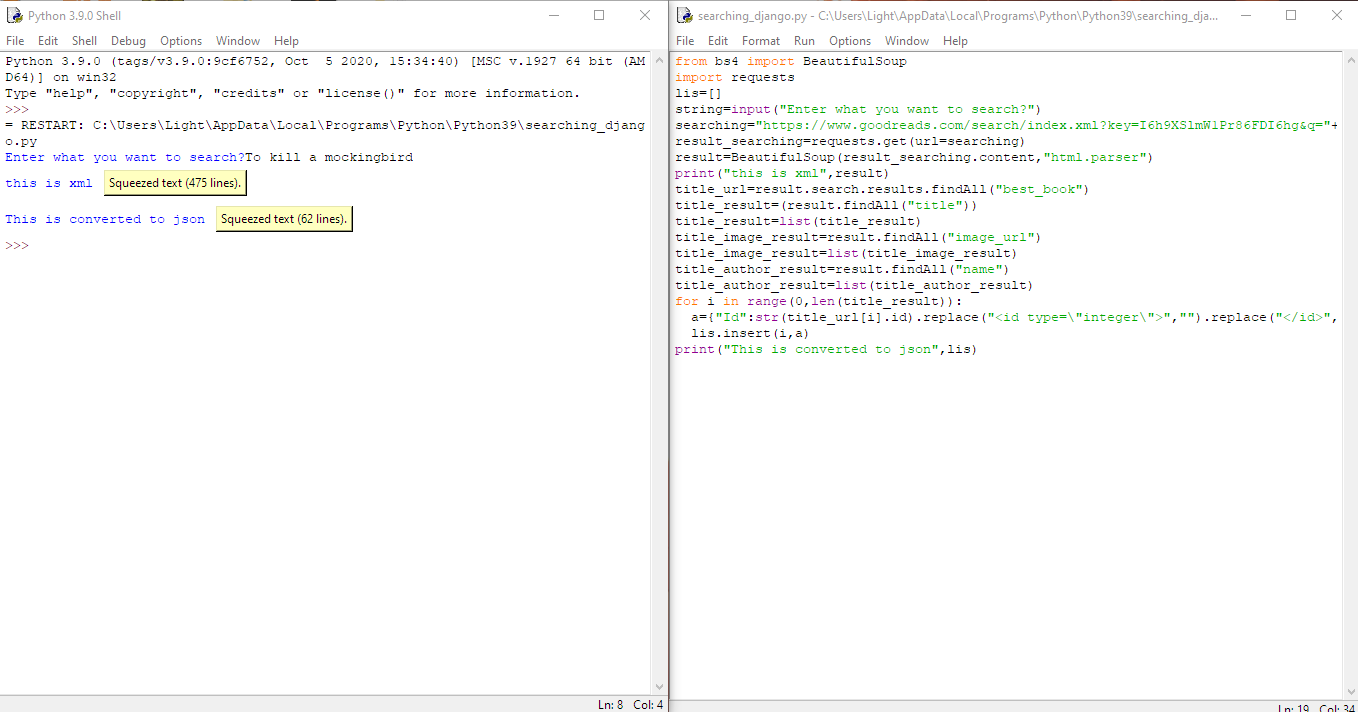 Python 3.9.0 Shell
File Edit Shell Debug Options Window Help
Python 3.9.0 (tags/v3.9.0:9cf6752, Oct  5 2020, 15:34:40) [MSC v.1927 64 bit (AM
D64)] on win32
Type "help", "copyright", "credits" or "license()" for more information.
>>>
= RESTART: C:\Users\Light\AppData\Local\Programs\Python\Python39\searching_djang
o.py
Enter what you want to search?To kill a mockingbird
this is xml Squeezed text (475 lines).
This is converted to json Squeezed text (62 lines).
>>>
Ln: 8 Col: 4
searching_django.py - C:\Users\Light\AppData\Local\Programs\Python\Python39\searching_dja...
File Edit Format Run Options Window Help
from bs4 import BeautifulSoup
import requests
lis=[]
string=input("Enter what you want to search?")
searching="https://www.goodreads.com/search/index.xml?key=I6h9XSlmW1Pr86FDI6hg&q="+
result_searching=requests.get(url=searching)
result=BeautifulSoup(result_searching.content,"html.parser")
print("this is xml",result)
title_url=result.search.results.findAll("best_book")
title_result=(result.findAll("title"))
title_result=list(title_result)
title_image_result=result.findAll("image_url")
title_image_result=list(title_image_result)
title_author_result=result.findAll("name")
title_author_result=list(title_author_result)
for i in range(0,len(title_result)):
  a={"Id":str(title_url[i].id).replace("<id type=\"integer\">","").replace("</id>",
  lis.insert(i,a)
print("This is converted to json",lis)
Ln: 19 Col: 34